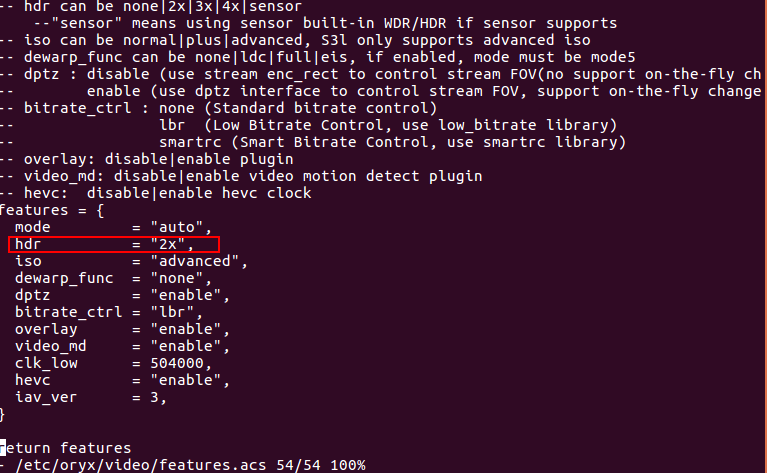 -- hdr can be none|2x|3x|4x|sensor
--"sensor" means using sensor built-in WDR/HDR if sensor supports
-- iso can be normal|plus|advanced, S3l only supports advanced iso
-- dewarp_func can be none|ldc|full|eis, if enabled, mode must be mode5
-- dptz : disable (use stream enc_rect to control stream FOV(no support on-the-fly ch
-- enable (use dptz interface to control stream FOV, support on-the-fly change
-- bitrate_ctrl : none (Standard bitrate control)
-- lbr (Low Bitrate Control, use low_bitrate library)
-- smartrc (Smart Bitrate Control, use smartrc library)
-- overlay: disable|enable plugin
-- video_md: disable|enable video motion detect plugin
-- hevc: disable|enable hevc clock
features = {
mode = "auto",
hdr = "2x",
iso = "advanced",
dewarp_func = "none",
dptz = "enable",
bitrate_ctrl = "lbr",
overlay = "enable",
video_md = "enable",
clk_low = 504000,
hevc = "enable",
iav_ver = 3,
}
return features
- /etc/oryx/video/features.acs 54/54 100%